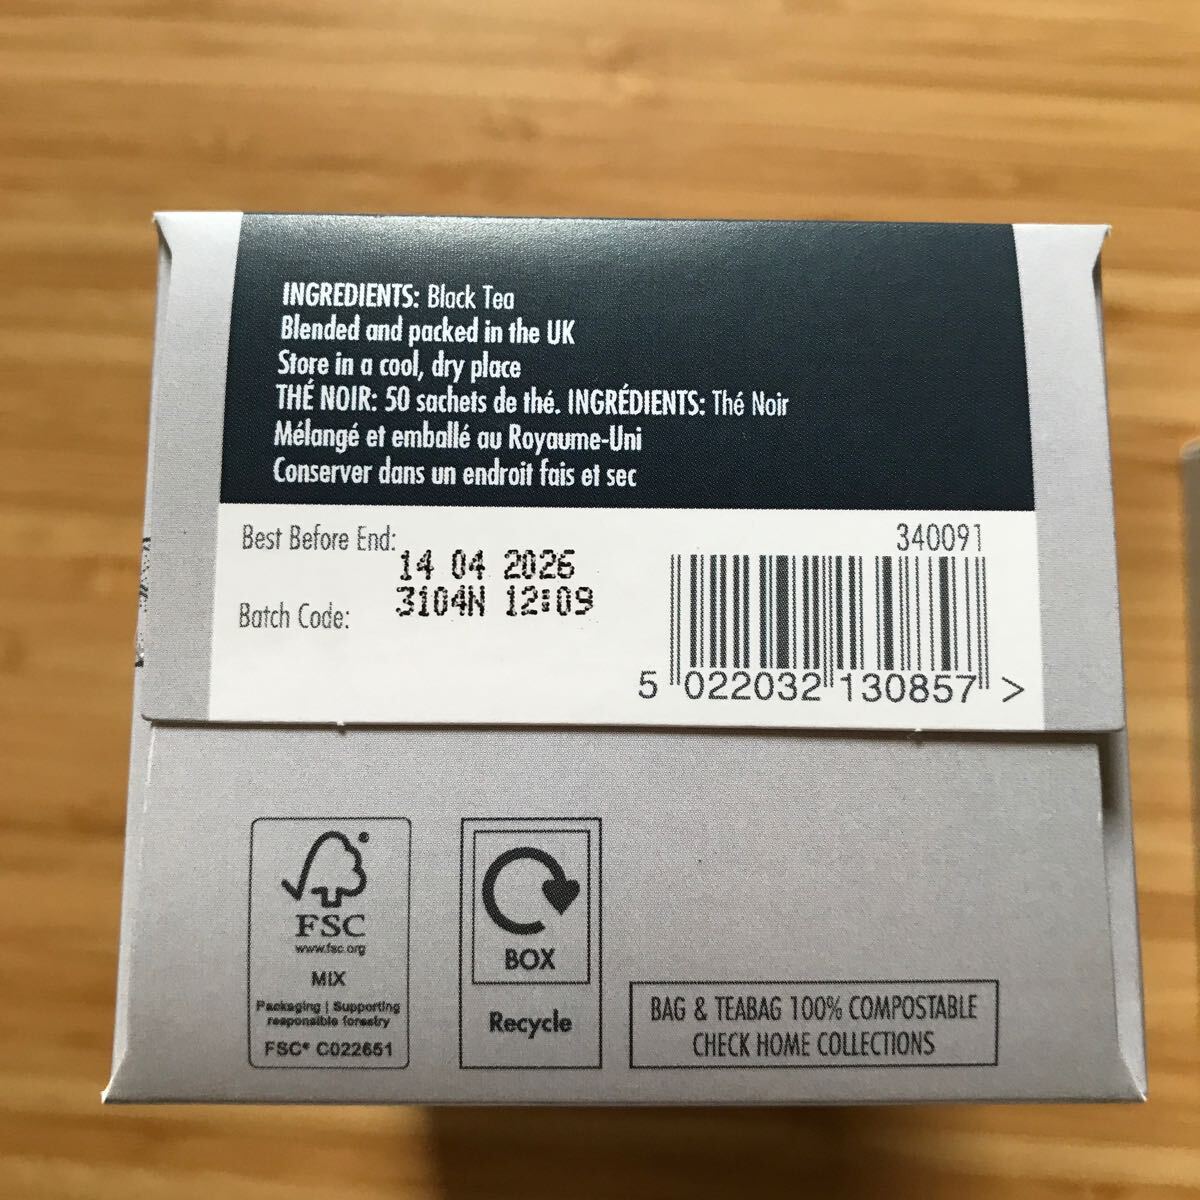 INGREDIENTS: Black Tea
Blended and packed in the UK
Store in a cool, dry place
THÉ NOIR: 50 sachets de thé. INGRÉDIENTS: Thé Noir
Mélangé et emballé au Royaume-Uni
Conserver dans un endroit fais et sec
Best Before End:
14 04 2026
Batch Code:
3104N 12:09
340091
5 022032 130857 >
FSC
www.fsc.org
MIX
Packaging | Supporting
responsible forestry
FSC® C022651
BOX
Recycle
BAG & TEABAG 100% COMPOSTABLE
CHECK HOME COLLECTIONS